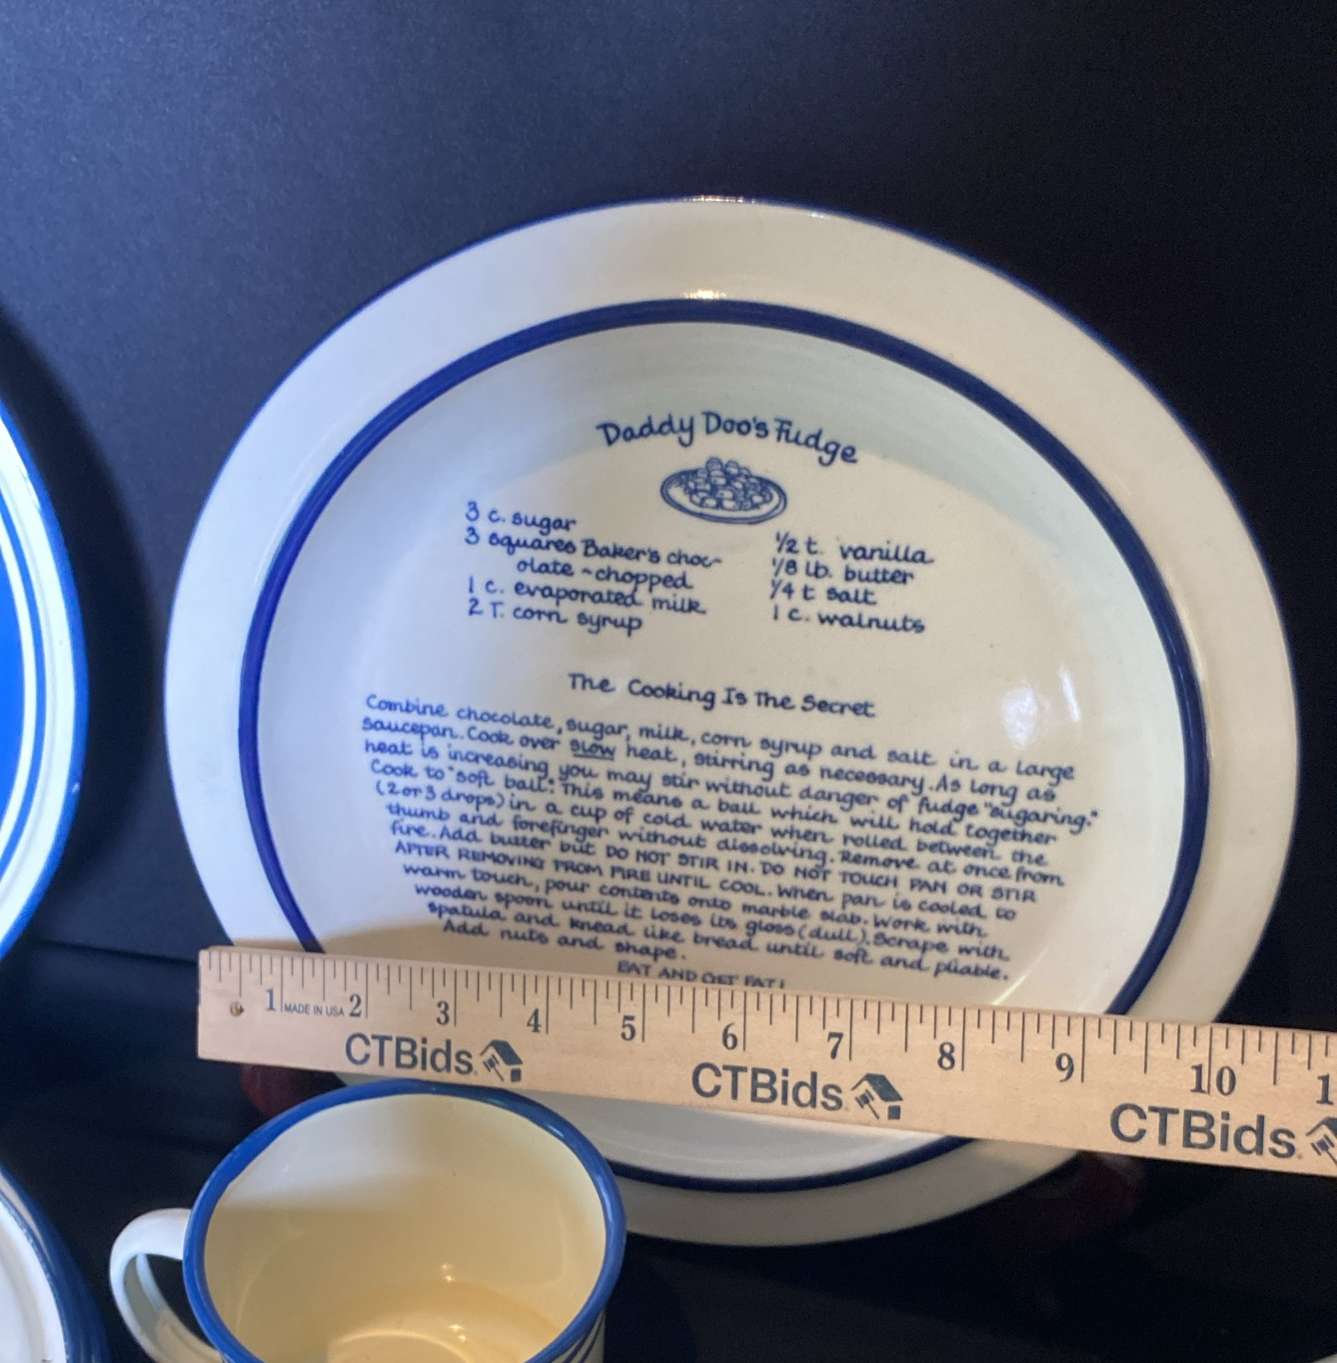 Daddy Doo's Fudge
3 c. sugar
3 squares Baker's choc-
olate ~ chopped
1 c. evaporated milk
2 T. corn syrup
1/2 t. vanilla
1/8 lb. butter
1/4 t salt
1 c. walnuts
The Cooking Is The Secret
Combine chocolate, sugar, milk, corn syrup and salt in a large
saucepan. Cook over slow heat, stirring as necessary. As long as
heat is increasing you may stir without danger of fudge "sugaring."
Cook to "soft ball". This means a ball which will hold together
(2 or 3 drops) in a cup of cold water when rolled between the
thumb and forefinger without dissolving. Remove at once from
fire. Add butter but DO NOT STIR IN. DO NOT TOUCH PAN OR STIR
AFTER REMOVING FROM FIRE UNTIL COOL. When pan is cooled to
warm touch, pour contents onto marble slab. Work with
wooden spoon until it loses its gloss (dull). Scrape with
spatula and knead like bread until soft and pliable.
Add nuts and shape.
EAT AND GET FAT!
1 MADE IN USA 2 3 4 5 6 7 8 9 10
CTBids. CTBids. CTBids.